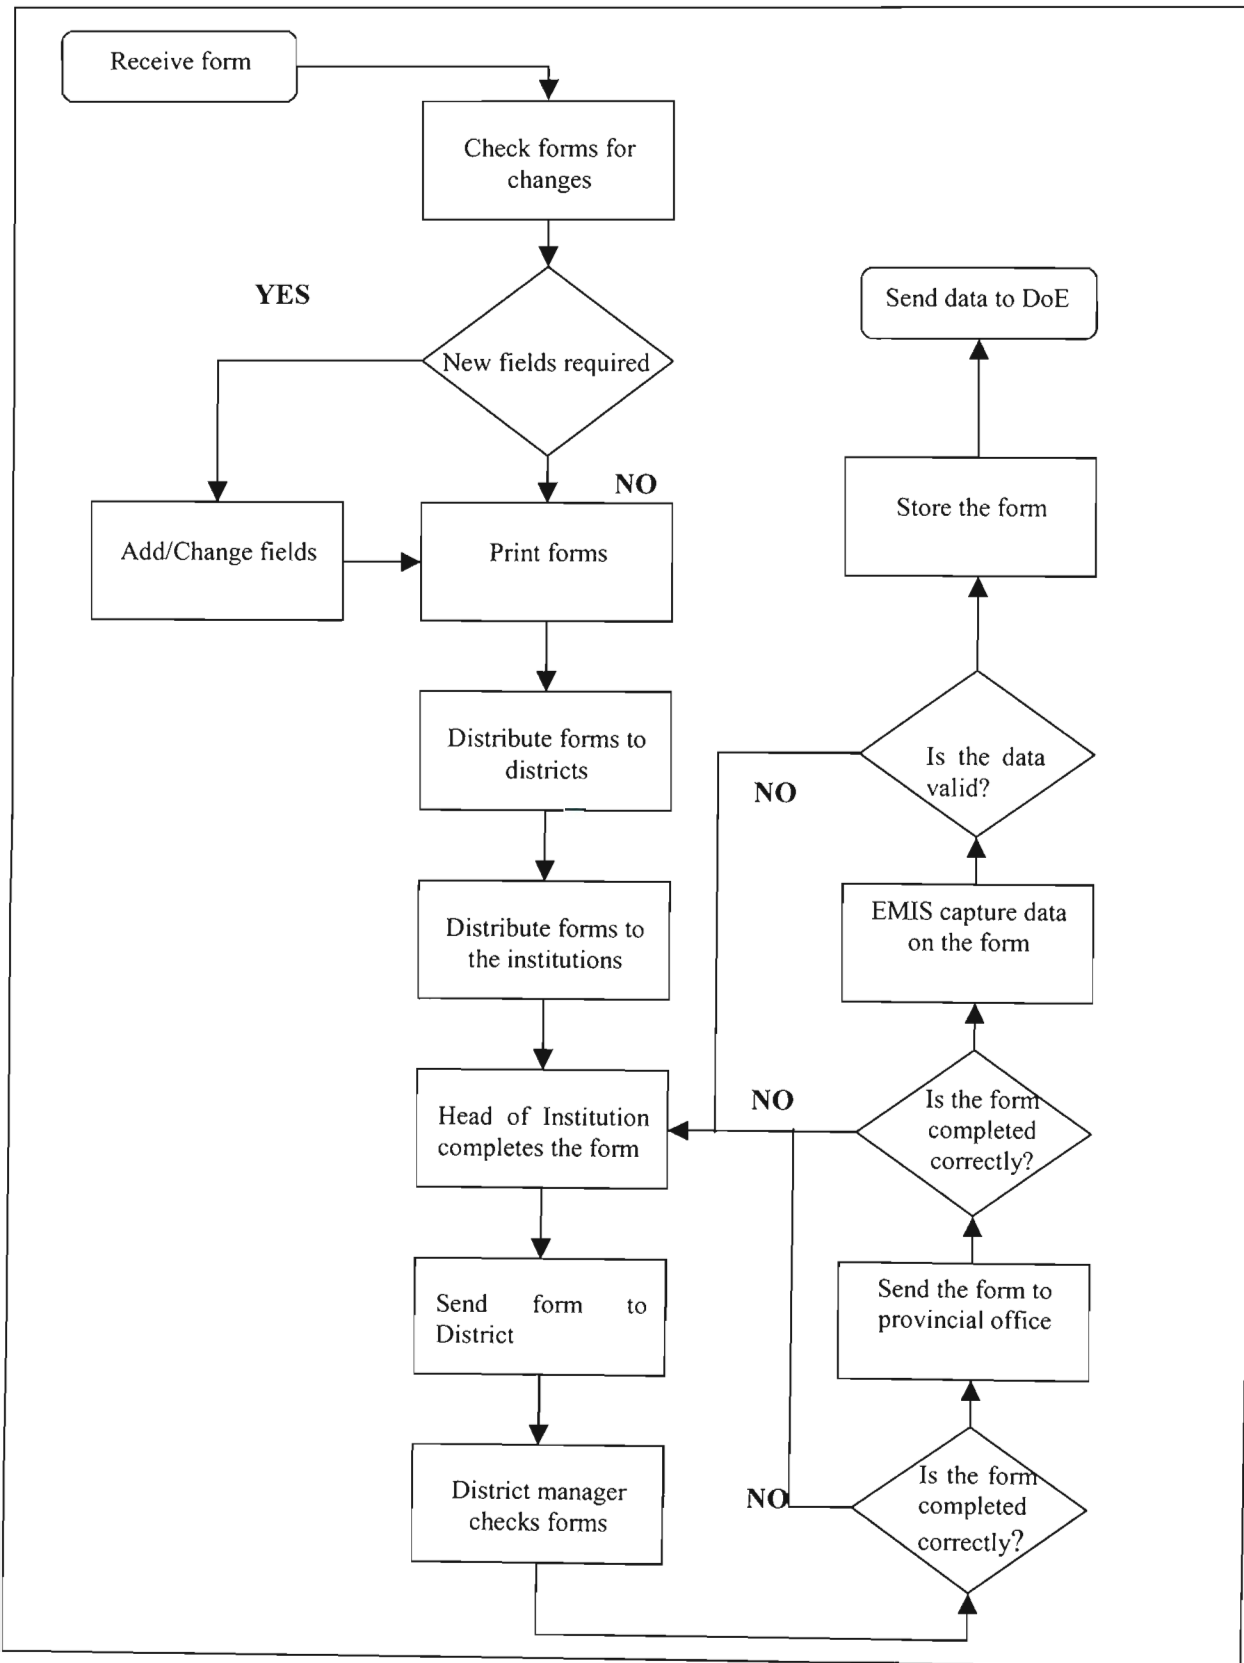 Receive form
Check forms for
changes
YES
New fields required
NO
Add/Change fields
Print forms
Distribute forms to
districts
Distribute forms to
the institutions
Head of Institution
completes the form
Send form to
District
District manager
checks forms
Send data to DoE
Store the form
Is the data
valid?
NO
EMIS capture data
on the form
Is the form
completed
correctly?
NO
Send the form to
provincial office
Is the form
completed
correctly?
NO